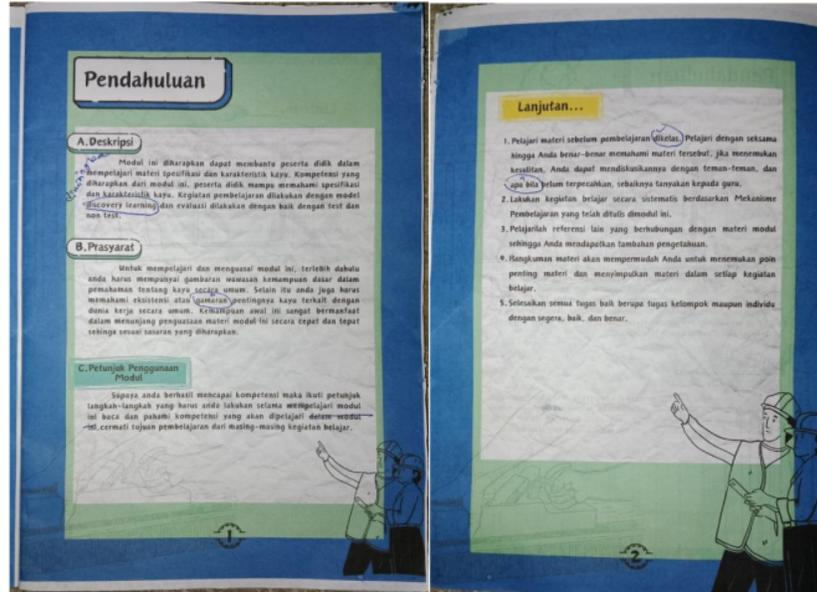 Pendahuluan
A.Deskripsi
Modul ini diharapkan dapat membantu peserta didik dalam
mempelajari materi spesifikasi dan karakteristik kayu. Kompetensi yang
diharapkan dari modul ini, peserta didik mampu memahami spesifikasi
dan karakteristik kayu. Kegiatan pembelajaran dilakukan dengan model
discovery learning dan evaluasi dilakukan dengan baik dengan test dan
non test.
B.Prasyarat
Untuk mempelajari dan menguasai modul ini, terlebih dahulu
anda harus mempunyai gambaran wawasan kemampuan dasar dalam
pemahaman tentang kayu secara umum. Selain itu anda juga harus
memahami eksistensi atau gamaran pentingnya kayu terkait dengan
dunia kerja secara umum. Kemampuan awal ini sangat bermanfaat
dalam menunjang penguasaan materi modul ini secara cepat dan tepat
sehinga sesuai sasaran yang diharapkan.
C.Petunjuk Penggunaan
Modul
Supaya anda berhasil mencapai kompetensi maka ikuti petunjuk
langkah-langkah yang harus anda lakukan selama mempelajari modul
ini baca dan pahami kompetensi yang akan dipelajari dalam modul
ini,cermati tujuan pembelajaran dari masing-masing kegiatan belajar.
1
Lanjutan...
1. Pelajari materi sebelum pembelajaran dikelas. Pelajari dengan seksama
hingga Anda benar-benar memahami materi tersebut, jika menemukan
kesulitan, Anda dapat mendiskusikannya dengan teman-teman, dan
apa bila belum terpecahkan, sebaiknya tanyakan kepada guru.
2. Lakukan kegiatan belajar secara sistematis berdasarkan Mekanisme
Pembelajaran yang telah ditulis dimodul ini.
3. Pelajarilah referensi lain yang berhubungan dengan materi modul
sehingga Anda mendapatkan tambahan pengetahuan.
4. Rangkuman materi akan mempermudah Anda untuk menemukan poin
penting materi dan menyimpulkan materi dalam setiap kegiatan
belajar.
5. Selesaikan semua tugas baik berupa tugas kelompok maupun individu
dengan segera, baik, dan benar.
2